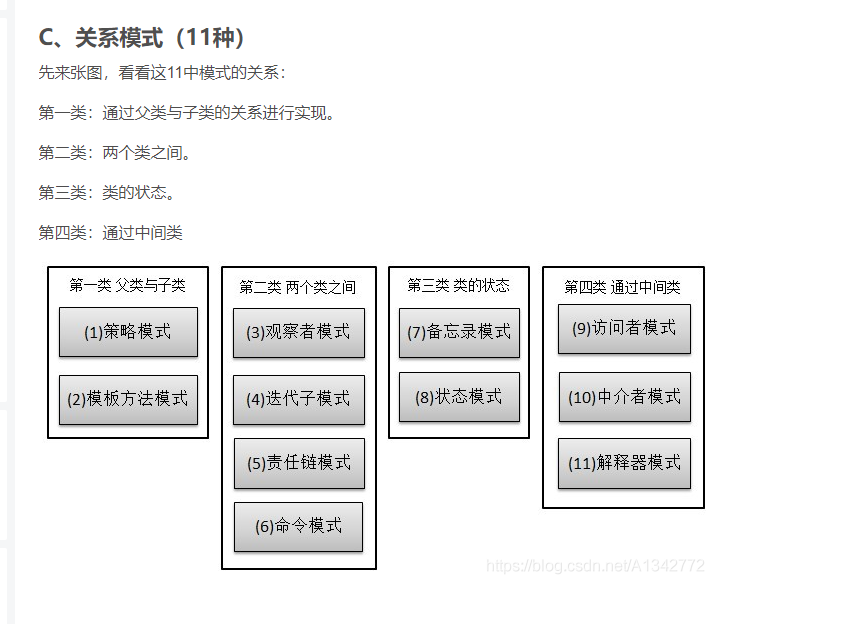 C、关系模式（11种）
先来张图，看看这11中模式的关系：
第一类：通过父类与子类的关系进行实现。
第二类：两个类之间。
第三类：类的状态。
第四类：通过中间类
第一类 父类与子类
(1)策略模式
(2)模板方法模式
第二类 两个类之间
(3)观察者模式
(4)迭代子模式
(5)责任链模式
(6)命令模式
第三类 类的状态
(7)备忘录模式
(8)状态模式
第四类 通过中间类
(9)访问者模式
(10)中介者模式
(11)解释器模式
https://blog.csdn.net/A1342772